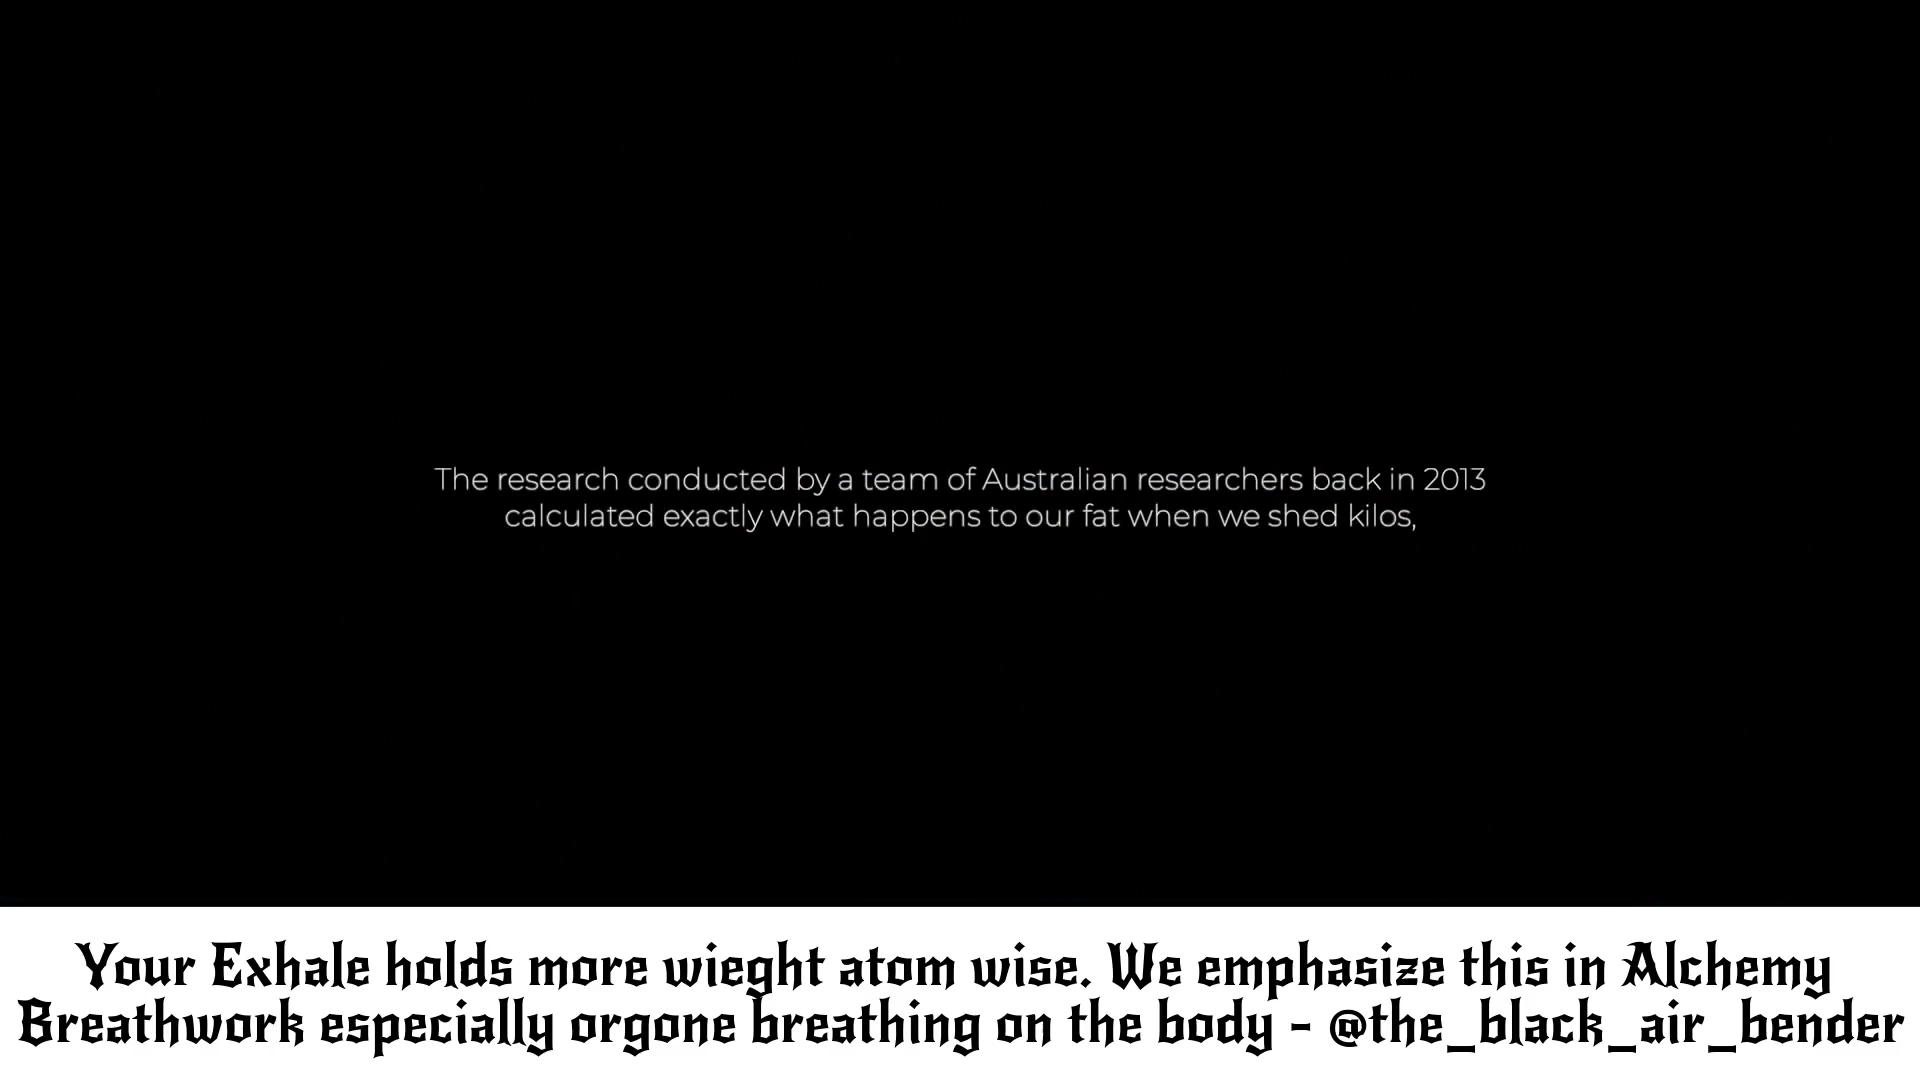 The research conducted by a team of Australian researchers back in 2013
calculated exactly what happens to our fat when we shed kilos,
Your Exhale holds more wieght atom wise. We emphasize this in Alchemy
Breathwork especially orgone breathing on the body - @the_black_air_bender